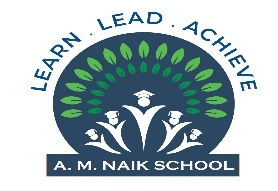 LEARN . LEAD . ACHIEVE
A. M. NAIK SCHOOL